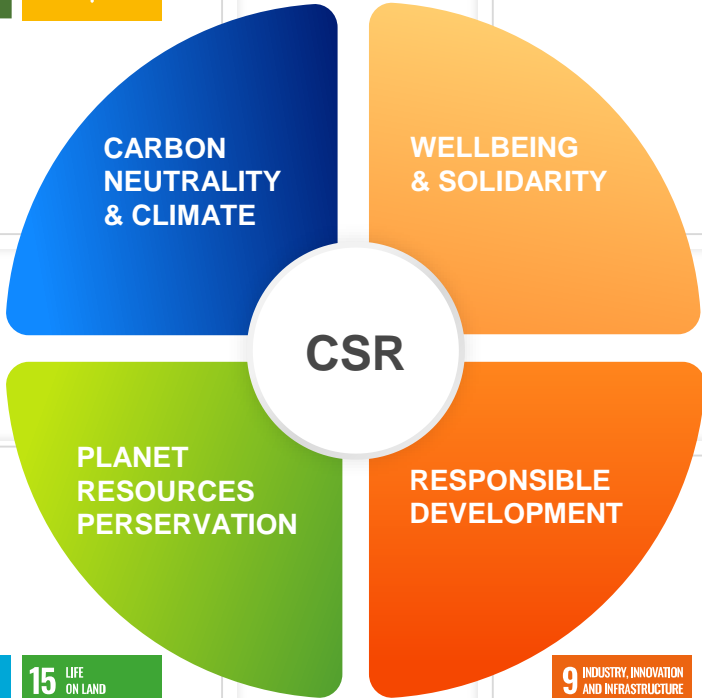 CARBON
NEUTRALITY
& CLIMATE
WELLBEING
& SOLIDARITY
CSR
PLANET
RESOURCES
PERSERVATION
RESPONSIBLE
DEVELOPMENT
15 LIFE
ON LAND
9 INDUSTRY, INNOVATION
AND INFRASTRUCTURE